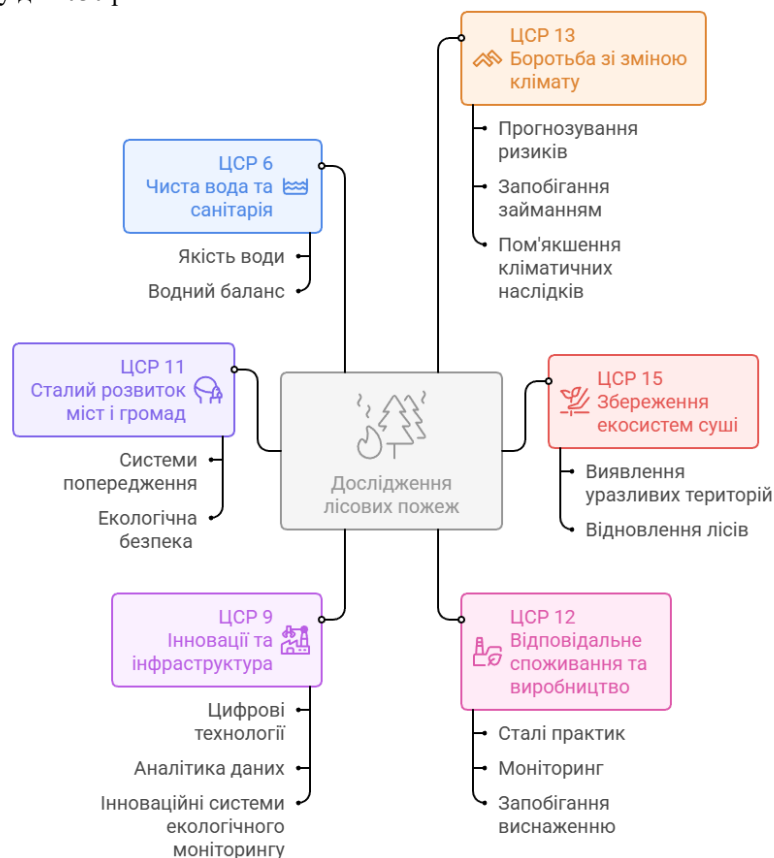 ЦСР 13
Боротьба зі зміною
клімату
Прогнозування
ризиків
Запобігання
займанням
Пом'якшення
кліматичних
наслідків
ЦСР 6
Чиста вода та
санітарія
Якість води
Водний баланс
ЦСР 11
Сталий розвиток
міст і громад
Системи
попередження
Екологічна
безпека
Дослідження
лісових пожеж
ЦСР 15
Збереження
екосистем суші
Виявлення
уразливих територій
Відновлення лісів
ЦСР 9
Інновації та
інфраструктура
Цифрові
технології
Аналітика даних
Інноваційні системи
екологічного
моніторингу
ЦСР 12
Відповідальне
споживання та
виробництво
Сталі практик
Моніторинг
Запобігання
виснаженню